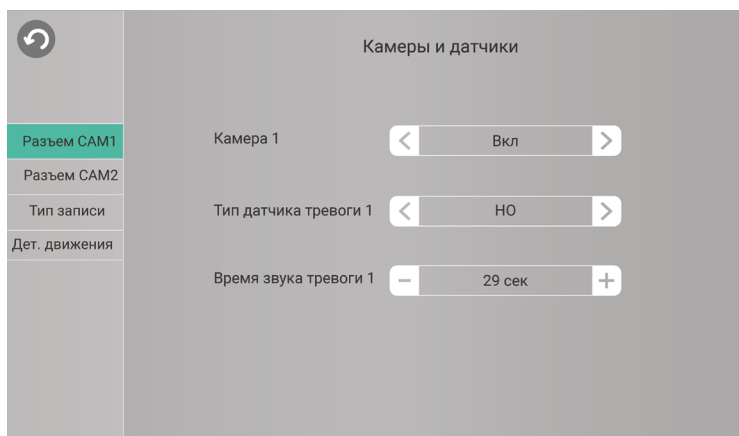 Камеры и датчики
Разъем CAM1
Разъем CAM2
Тип записи
Дет. движения
Камера 1
Вкл
Тип датчика тревоги 1
НО
Время звука тревоги 1
29 сек